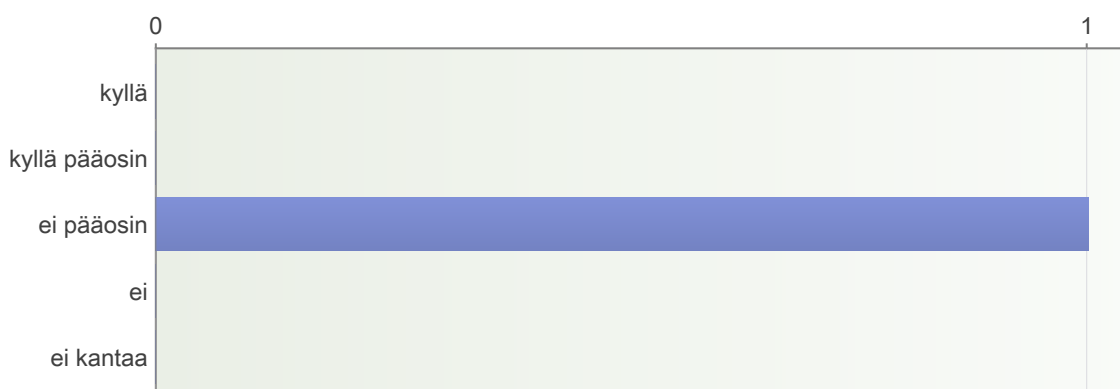 0 1
kyllä
kyllä pääosin
ei pääosin
ei
ei kantaa